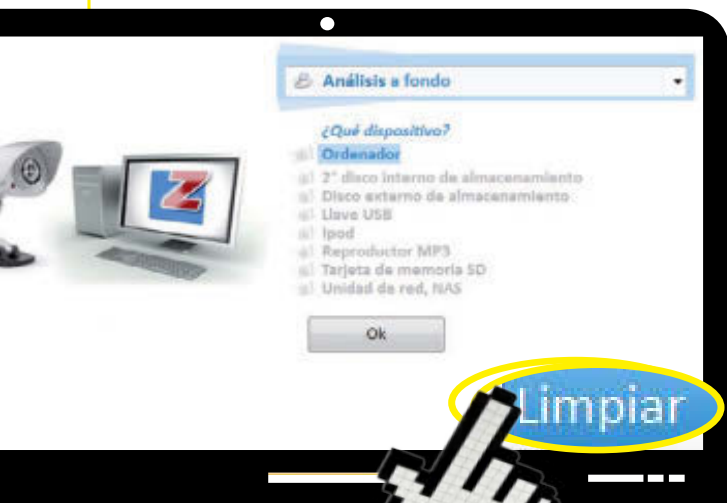 Análisis a fondo
¿Qué dispositivo?
Ordenador
2° disco interno de almacenamiento
Disco externo de almacenamiento
Llave USB
Ipod
Reproductor MP3
Tarjeta de memoria SD
Unidad de red, NAS
Ok
Limpiar
Z